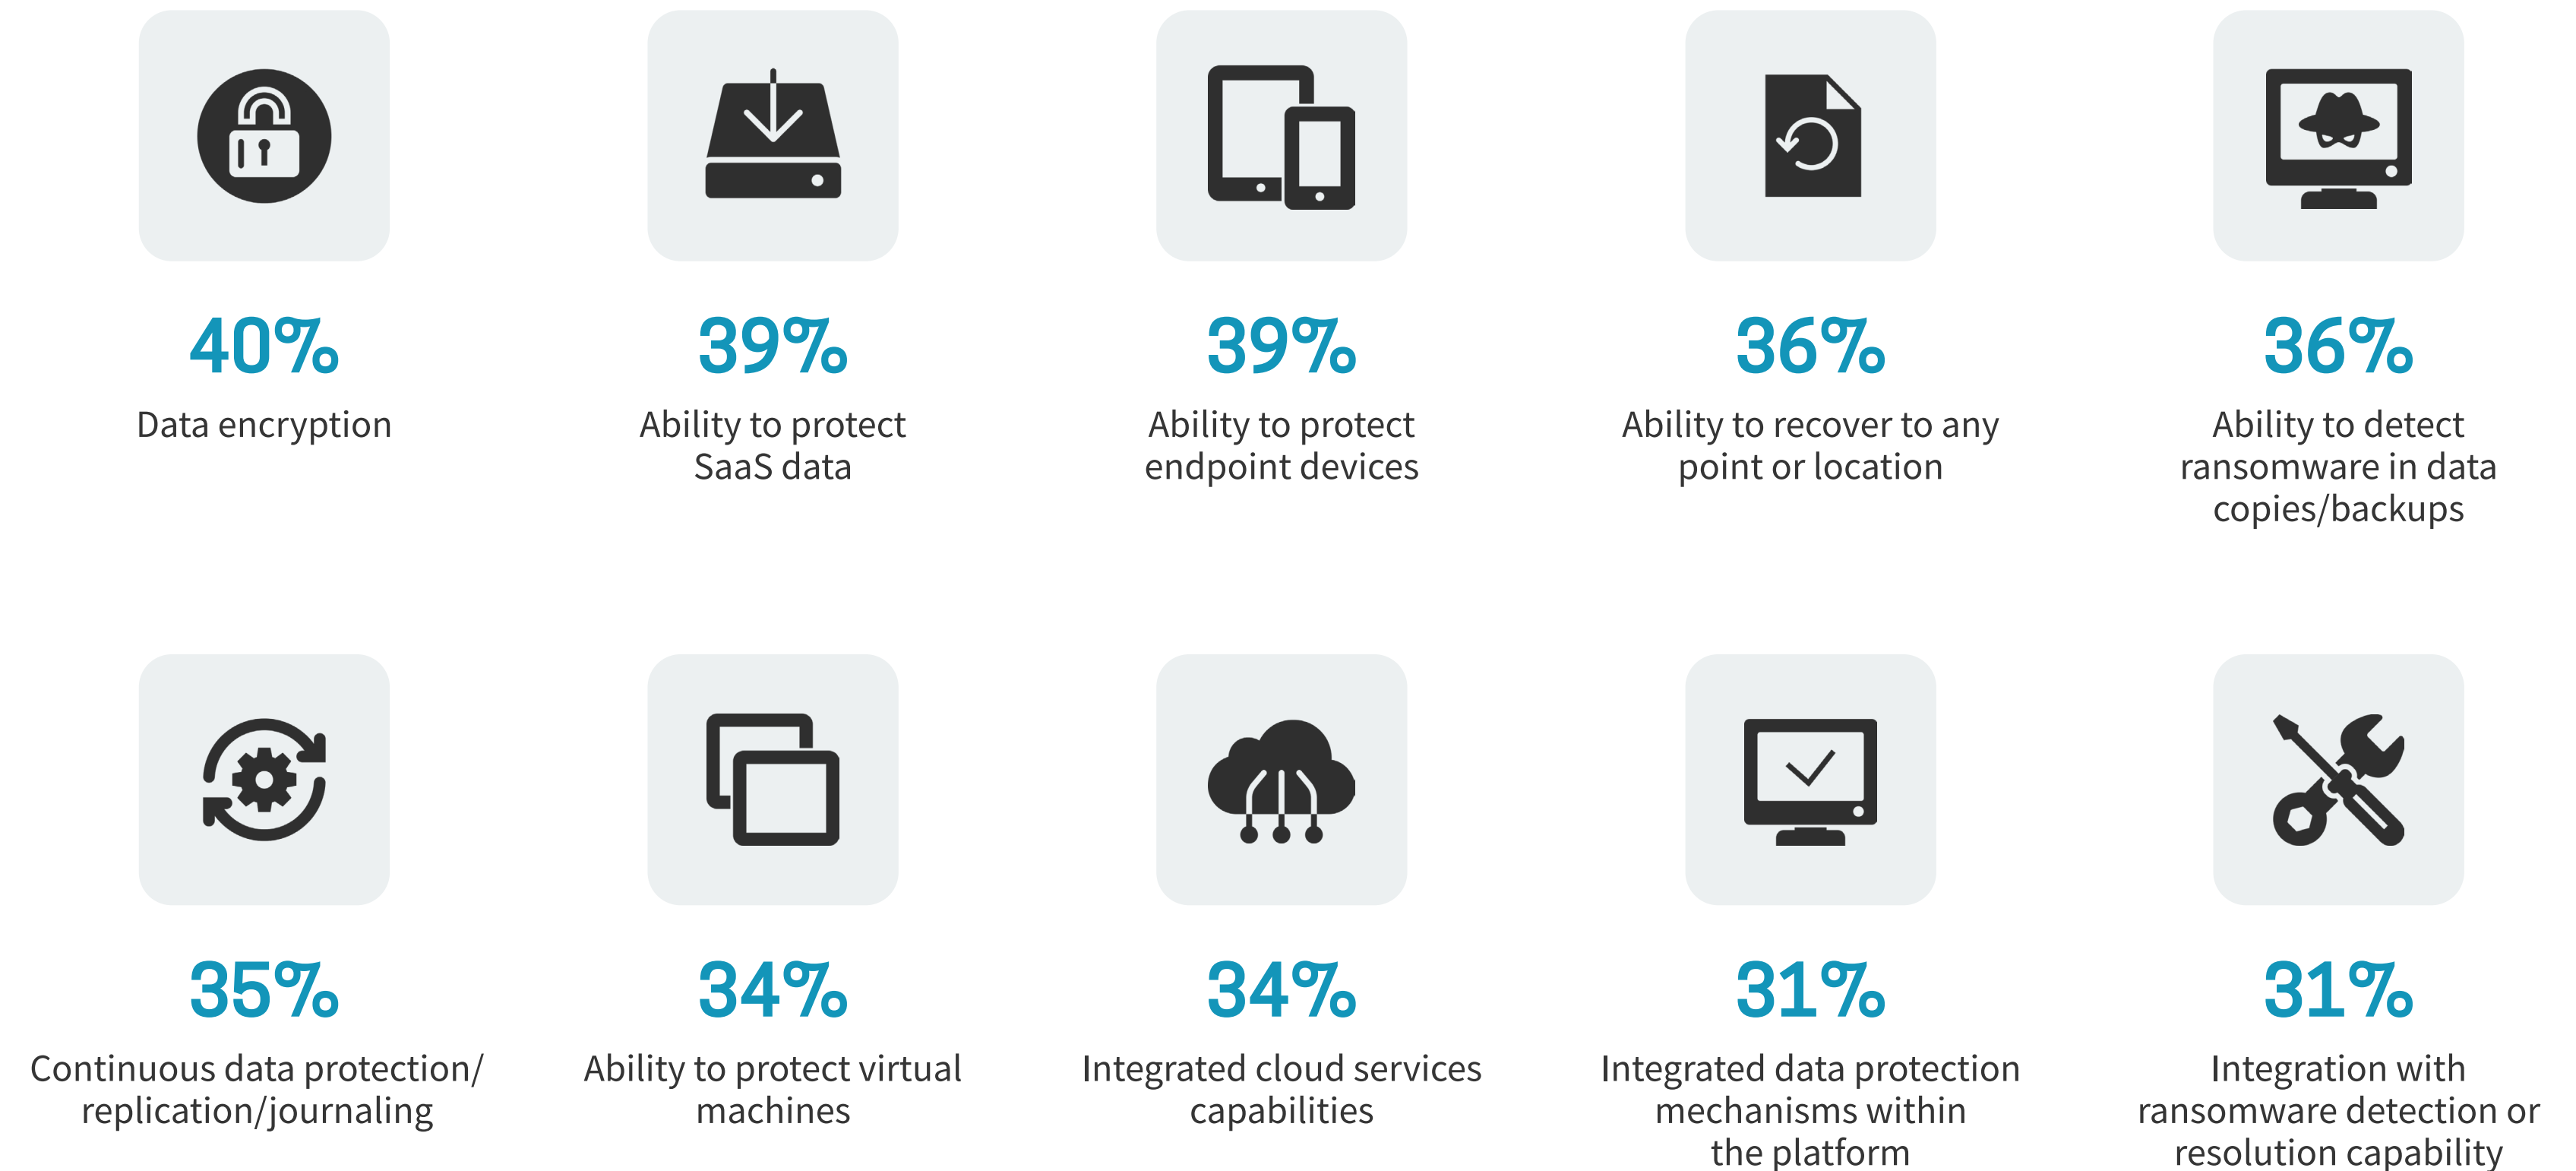 40%
Data encryption
39%
Ability to protect
SaaS data
39%
Ability to protect
endpoint devices
36%
Ability to recover to any
point or location
36%
Ability to detect
ransomware in data
copies/backups
35%
Continuous data protection/
replication/journaling
34%
Ability to protect virtual
machines
34%
Integrated cloud services
capabilities
31%
Integrated data protection
mechanisms within
the platform
31%
Integration with
ransomware detection or
resolution capability